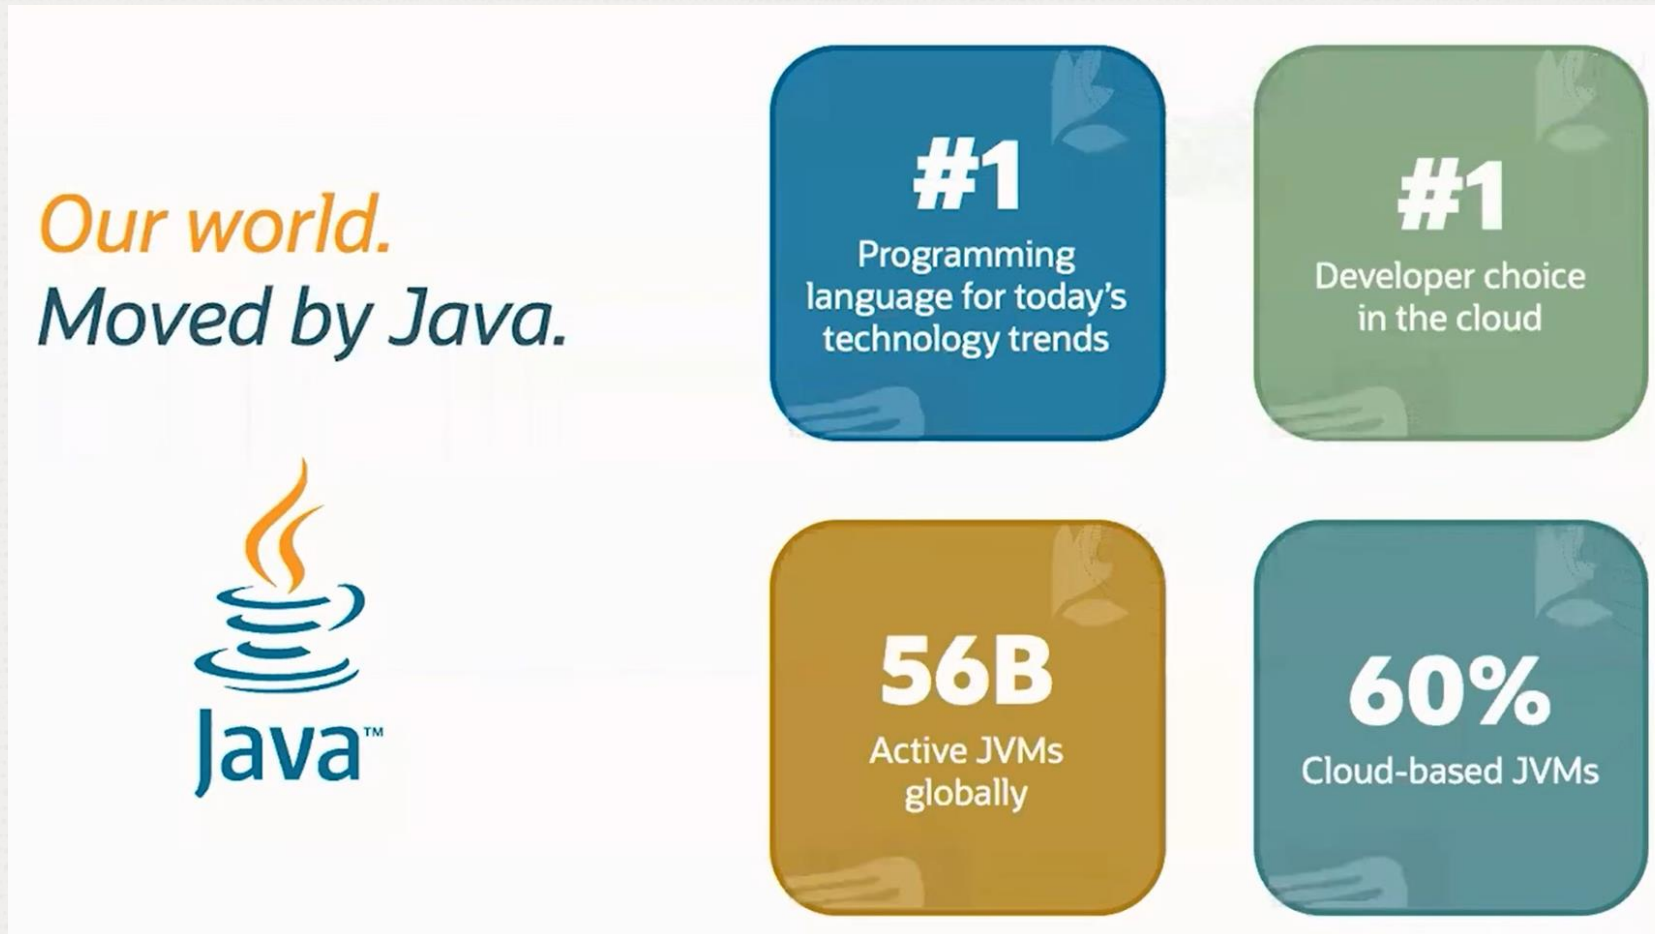 Our world.
Moved by Java.
Java™
#1
Programming
language for today's
technology trends
#1
Developer choice
in the cloud
56B
Active JVMs
globally
60%
Cloud-based JVMs